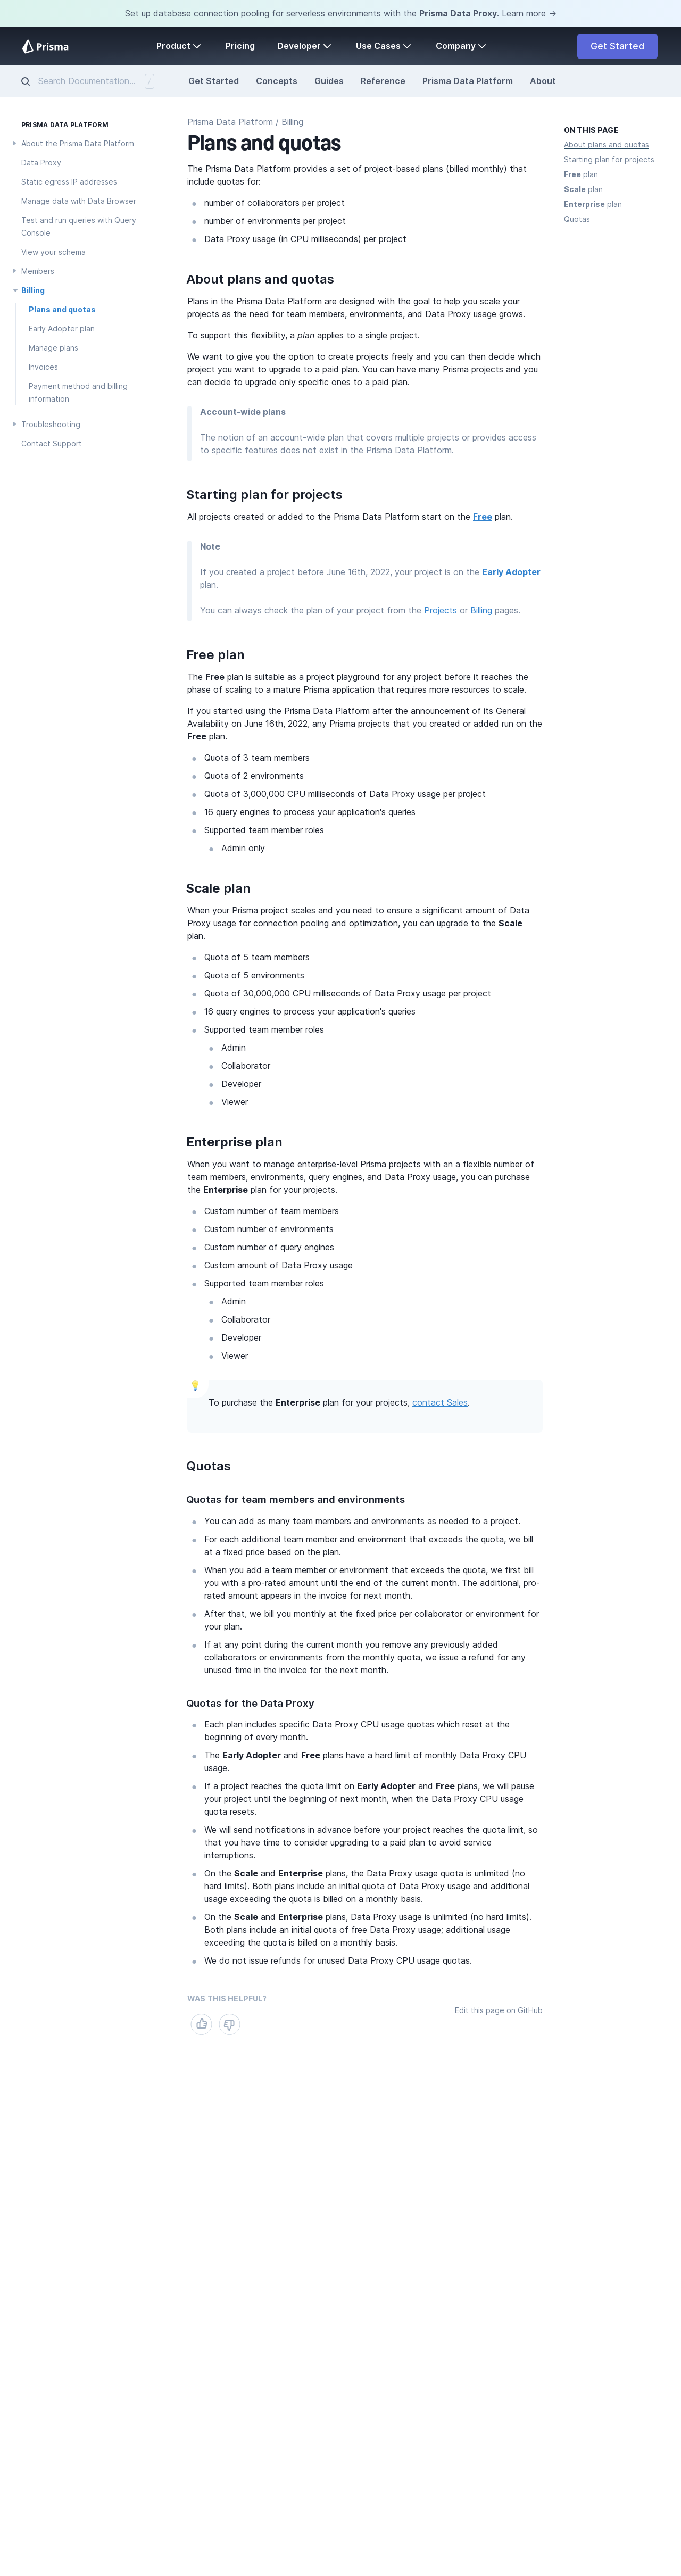 Set up database connection pooling for serverless environments with the Prisma Data Proxy. Learn more →
Prisma
Product
Pricing
Developer
Use Cases
Company
Get Started
Search Documentation... /
Get Started
Concepts
Guides
Reference
Prisma Data Platform
About
PRISMA DATA PLATFORM
About the Prisma Data Platform
Data Proxy
Static egress IP addresses
Manage data with Data Browser
Test and run queries with Query
Console
View your schema
Members
Billing
Plans and quotas
Early Adopter plan
Manage plans
Invoices
Payment method and billing
information
Troubleshooting
Contact Support
Prisma Data Platform / Billing
Plans and quotas
The Prisma Data Platform provides a set of project-based plans (billed monthly) that
include quotas for:
number of collaborators per project
number of environments per project
Data Proxy usage (in CPU milliseconds) per project
About plans and quotas
Plans in the Prisma Data Platform are designed with the goal to help you scale your
projects as the need for team members, environments, and Data Proxy usage grows.
To support this flexibility, a plan applies to a single project.
We want to give you the option to create projects freely and you can then decide which
project you want to upgrade to a paid plan. You can have many Prisma projects and you
can decide to upgrade only specific ones to a paid plan.
Account-wide plans
The notion of an account-wide plan that covers multiple projects or provides access
to specific features does not exist in the Prisma Data Platform.
Starting plan for projects
All projects created or added to the Prisma Data Platform start on the Free plan.
Note
If you created a project before June 16th, 2022, your project is on the Early Adopter
plan.
You can always check the plan of your project from the Projects or Billing pages.
Free plan
The Free plan is suitable as a project playground for any project before it reaches the
phase of scaling to a mature Prisma application that requires more resources to scale.
If you started using the Prisma Data Platform after the announcement of its General
Availability on June 16th, 2022, any Prisma projects that you created or added run on the
Free plan.
Quota of 3 team members
Quota of 2 environments
Quota of 3,000,000 CPU milliseconds of Data Proxy usage per project
16 query engines to process your application's queries
Supported team member roles
Admin only
Scale plan
When your Prisma project scales and you need to ensure a significant amount of Data
Proxy usage for connection pooling and optimization, you can upgrade to the Scale
plan.
Quota of 5 team members
Quota of 5 environments
Quota of 30,000,000 CPU milliseconds of Data Proxy usage per project
16 query engines to process your application's queries
Supported team member roles
Admin
Collaborator
Developer
Viewer
Enterprise plan
When you want to manage enterprise-level Prisma projects with an a flexible number of
team members, environments, query engines, and Data Proxy usage, you can purchase
the Enterprise plan for your projects.
Custom number of team members
Custom number of environments
Custom number of query engines
Custom amount of Data Proxy usage
Supported team member roles
Admin
Collaborator
Developer
Viewer
To purchase the Enterprise plan for your projects, contact Sales.
Quotas
Quotas for team members and environments
You can add as many team members and environments as needed to a project.
For each additional team member and environment that exceeds the quota, we bill
at a fixed price based on the plan.
When you add a team member or environment that exceeds the quota, we first bill
you with a pro-rated amount until the end of the current month. The additional, pro-
rated amount appears in the invoice for next month.
After that, we bill you monthly at the fixed price per collaborator or environment for
your plan.
If at any point during the current month you remove any previously added
collaborators or environments from the monthly quota, we issue a refund for any
unused time in the invoice for the next month.
Quotas for the Data Proxy
Each plan includes specific Data Proxy CPU usage quotas which reset at the
beginning of every month.
The Early Adopter and Free plans have a hard limit of monthly Data Proxy CPU
usage.
If a project reaches the quota limit on Early Adopter and Free plans, we will pause
your project until the beginning of next month, when the Data Proxy CPU usage
quota resets.
We will send notifications in advance before your project reaches the quota limit, so
that you have time to consider upgrading to a paid plan to avoid service
interruptions.
On the Scale and Enterprise plans, the Data Proxy usage quota is unlimited (no
hard limits). Both plans include an initial quota of Data Proxy usage and additional
usage exceeding the quota is billed on a monthly basis.
On the Scale and Enterprise plans, Data Proxy usage is unlimited (no hard limits).
Both plans include an initial quota of free Data Proxy usage; additional usage
exceeding the quota is billed on a monthly basis.
We do not issue refunds for unused Data Proxy CPU usage quotas.
WAS THIS HELPFUL?
Edit this page on GitHub
ON THIS PAGE
About plans and quotas
Starting plan for projects
Free plan
Scale plan
Enterprise plan
Quotas